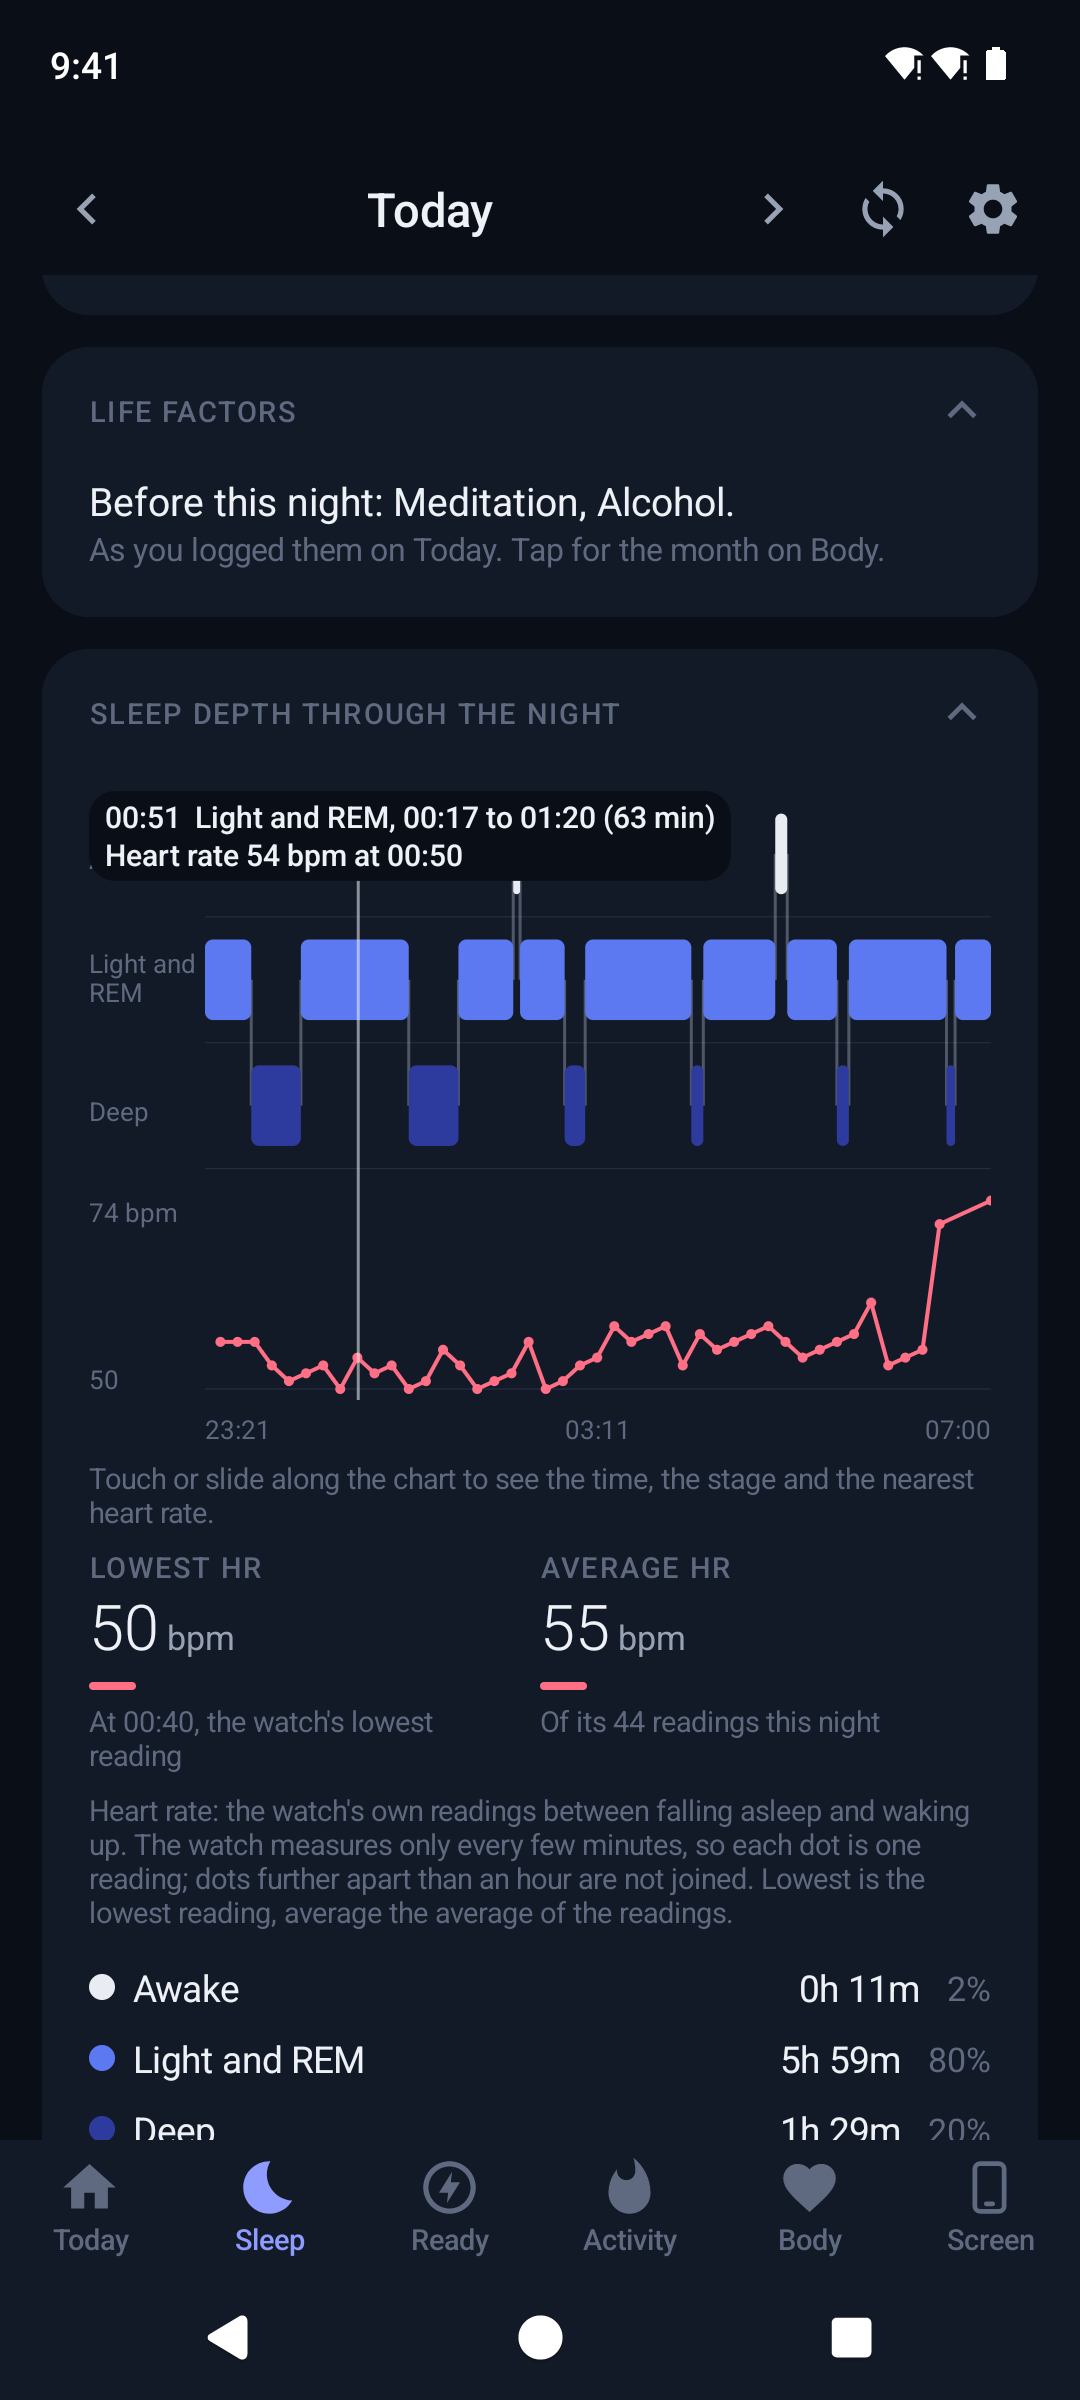 9:41
Today
LIFE FACTORS
Before this night: Meditation, Alcohol.
As you logged them on Today. Tap for the month on Body.
SLEEP DEPTH THROUGH THE NIGHT
00:51 Light and REM, 00:17 to 01:20 (63 min)
Heart rate 54 bpm at 00:50
Light and
REM
Deep
74 bpm
50
23:21 03:11 07:00
Touch or slide along the chart to see the time, the stage and the nearest
heart rate.
LOWEST HR AVERAGE HR
50 bpm 55 bpm
At 00:40, the watch's lowest
reading
Of its 44 readings this night
Heart rate: the watch's own readings between falling asleep and waking
up. The watch measures only every few minutes, so each dot is one
reading; dots further apart than an hour are not joined. Lowest is the
lowest reading, average the average of the readings.
Awake 0h 11m 2%
Light and REM 5h 59m 80%
Deep 1h 29m 20%
Today Sleep Ready Activity Body Screen